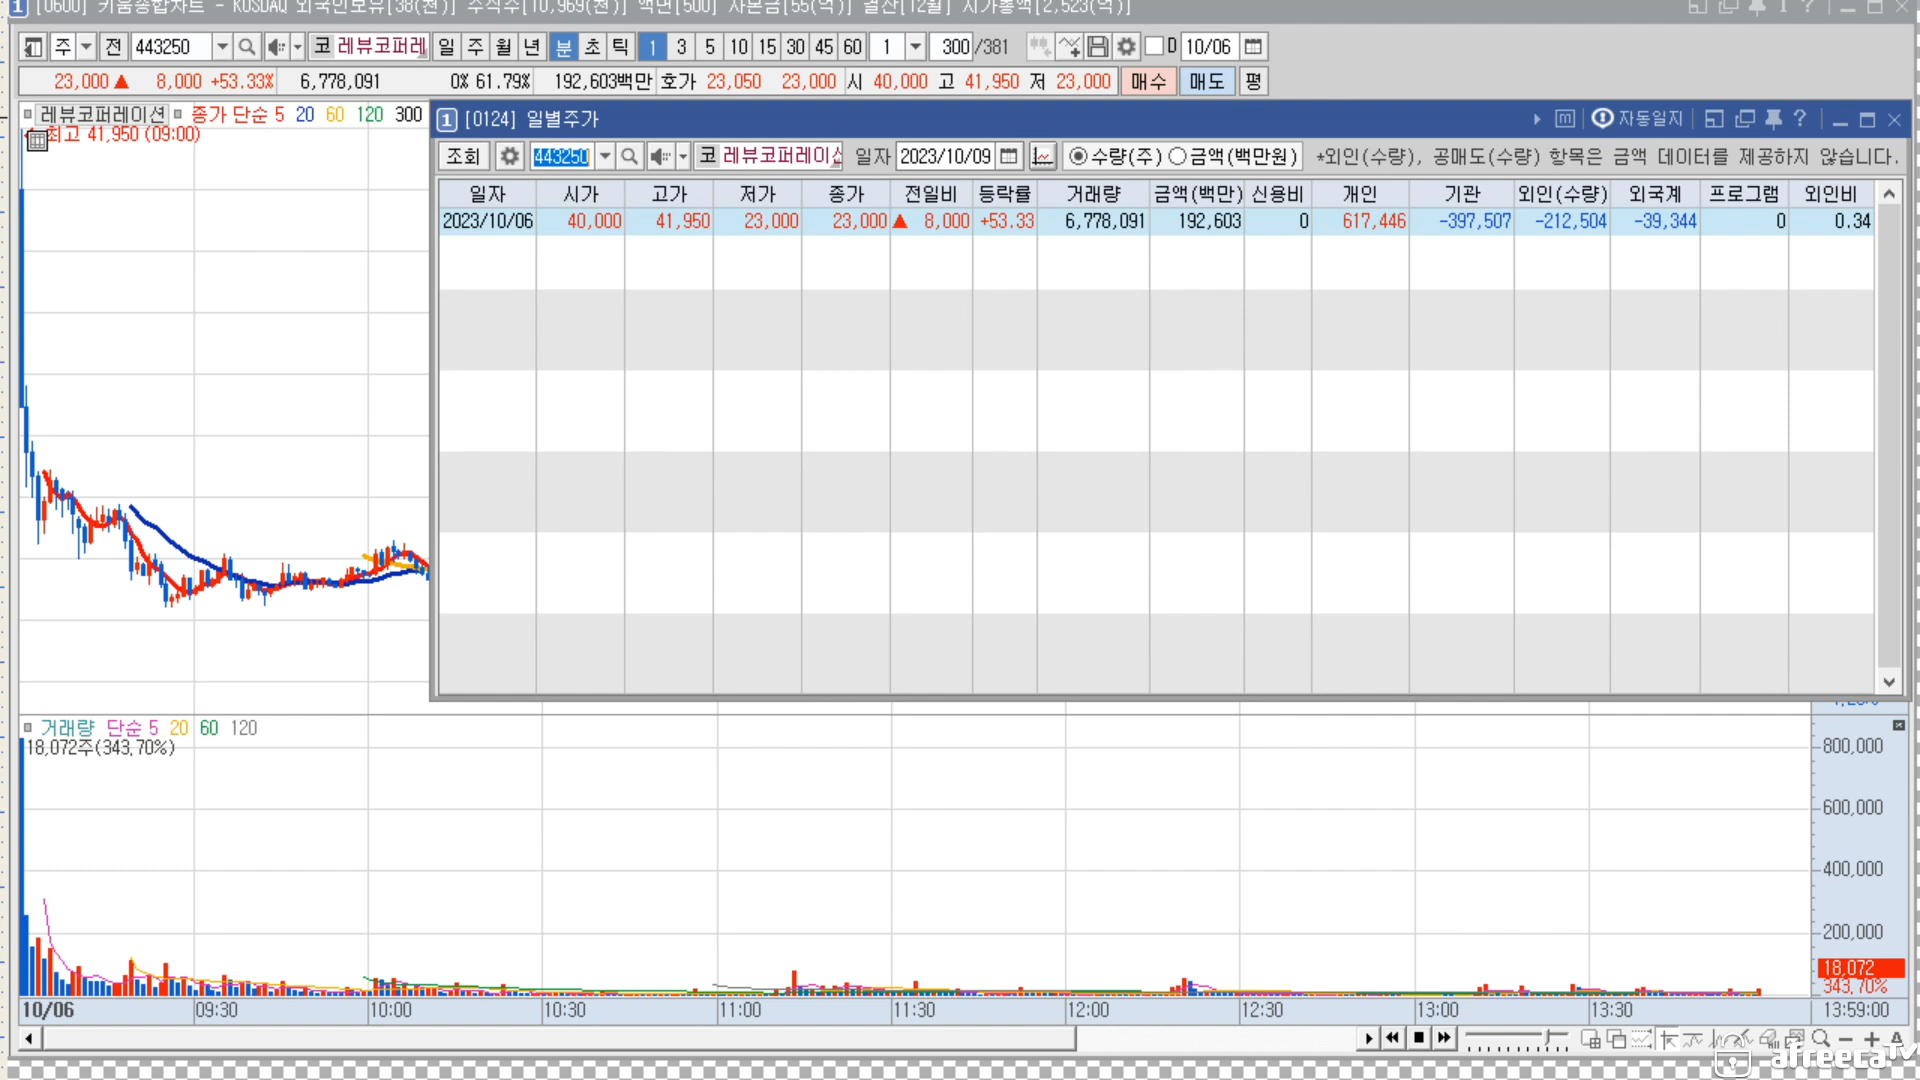 1 [0600] 키움종합차트 - KOSDAQ 외국인보유[38(천)] 주식수[10,969(천)] 액면[500] 자본금[55(억)] 결산[12월] 시가총액[2,523(억)]
주 전 443250 코 레뷰코퍼레 일 주 월 년 분 초 틱 1 3 5 10 15 30 45 60 1 300 /381 D 10/06
23,000 ▲ 8,000 +53.33% 6,778,091 0% 61.79% 192,603백만 호가 23,050 23,000 시 40,000 고 41,950 저 23,000 매수 매도 평
레뷰코퍼레이션 종가 단순 5 20 60 120 300
최고 41,950 (09:00)
1 [0124] 일별주가 자동일지
조회 443250 코 레뷰코퍼레이션 일자 2023/10/09 수량(주) 금액(백만원) *외인(수량), 공매도(수량) 항목은 금액 데이터를 제공하지 않습니다.
일자 시가 고가 저가 종가 전일비 등락률 거래량 금액(백만) 신용비 개인 기관 외인(수량) 외국계 프로그램 외인비
2023/10/06 40,000 41,950 23,000 23,000 ▲ 8,000 +53.33 6,778,091 192,603 0 617,446 -397,507 -212,504 -39,344 0 0.34
거래량 단순 5 20 60 120
18,072주(343,70%)
800,000
600,000
400,000
200,000
18,072
343,70%
10/06 09:30 10:00 10:30 11:00 11:30 12:00 12:30 13:00 13:30 13:59:00
A
afreecaTV